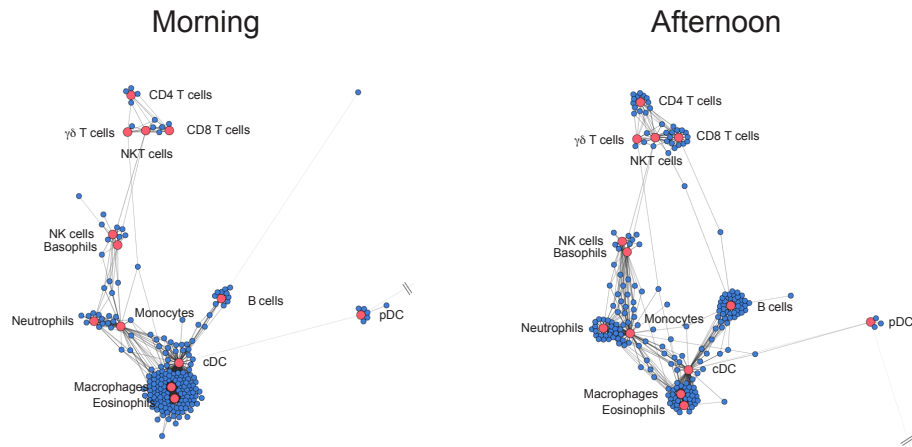 Morning
CD4 T cells
γδ T cells
CD8 T cells
NKT cells
NK cells
Basophils
B cells
Neutrophils
Monocytes
pDC
cDC
Macrophages
Eosinophils
Afternoon
CD4 T cells
γδ T cells
CD8 T cells
NKT cells
NK cells
Basophils
B cells
Neutrophils
Monocytes
pDC
cDC
Macrophages
Eosinophils